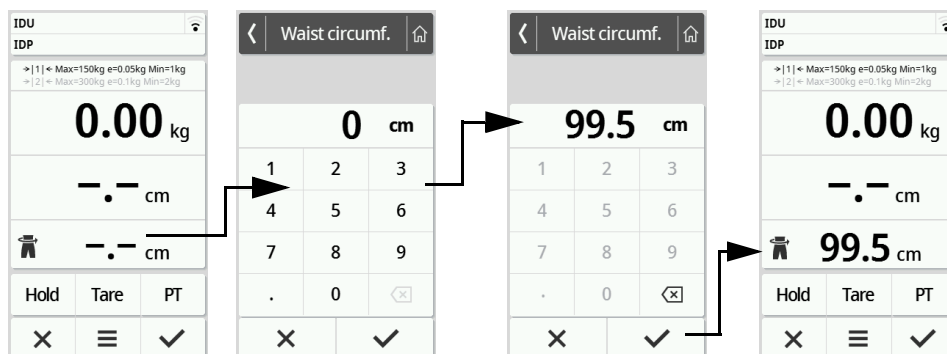 IDU
IDP
→|1|← Max=150kg e=0.05kg Min=1kg
→|2|← Max=300kg e=0.1kg Min=2kg
0.00 kg
–.– cm
–.– cm
Hold Tare PT
Waist circumf.
0 cm
1 2 3
4 5 6
7 8 9
. 0
Waist circumf.
99.5 cm
1 2 3
4 5 6
7 8 9
. 0
IDU
IDP
→|1|← Max=150kg e=0.05kg Min=1kg
→|2|← Max=300kg e=0.1kg Min=2kg
0.00 kg
–.– cm
99.5 cm
Hold Tare PT